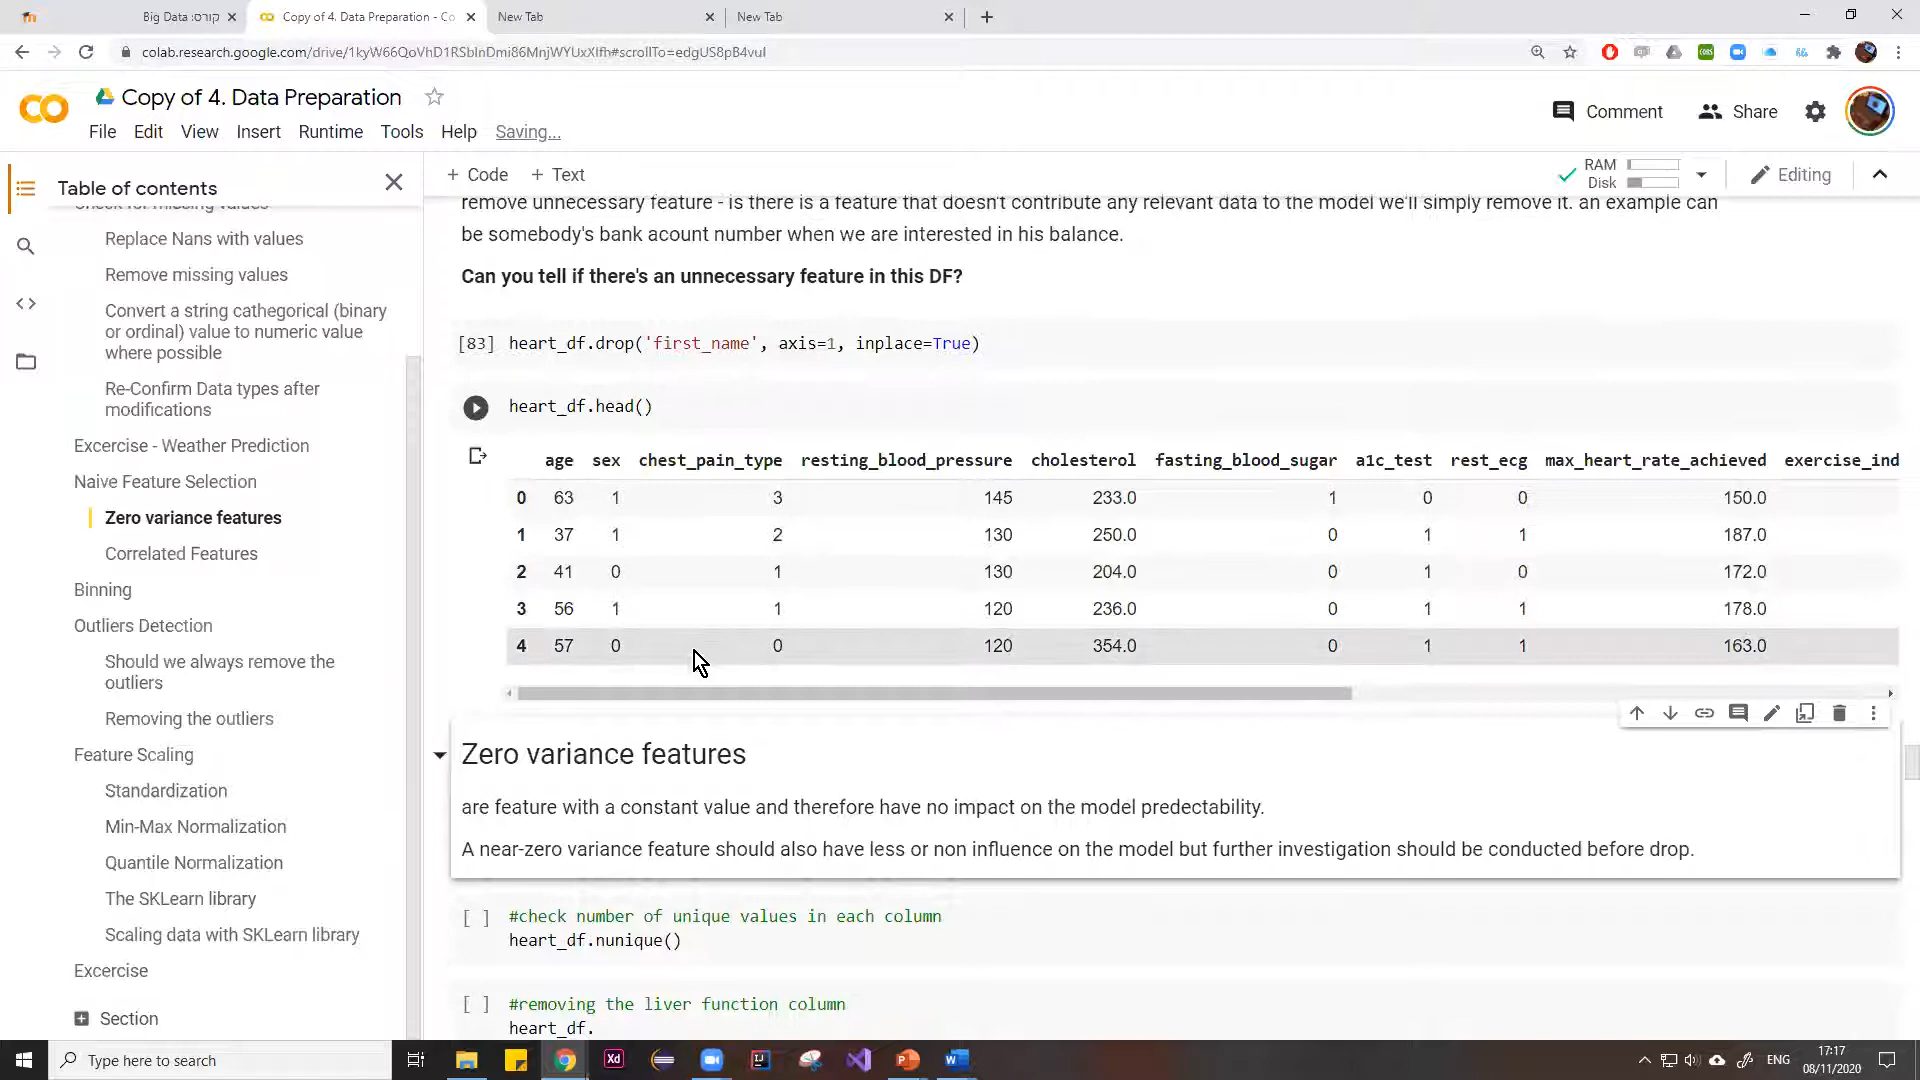 קורס: Big Data
Copy of 4. Data Preparation - Co
New Tab
New Tab
colab.research.google.com/drive/1kyW66QoVhD1RSbInDmi86MnjWYUxXlfh#scrollTo=edgUS8pB4vuI
Copy of 4. Data Preparation
File Edit View Insert Runtime Tools Help Saving...
Comment Share
Table of contents
+ Code + Text
RAM
Disk
Editing
Check for missing values
Replace Nans with values
Remove missing values
Convert a string cathegorical (binary
or ordinal) value to numeric value
where possible
Re-Confirm Data types after
modifications
Excercise - Weather Prediction
Naive Feature Selection
Zero variance features
Correlated Features
Binning
Outliers Detection
Should we always remove the
outliers
Removing the outliers
Feature Scaling
Standardization
Min-Max Normalization
Quantile Normalization
The SKLearn library
Scaling data with SKLearn library
Excercise
Section
remove unnecessary feature - is there is a feature that doesn't contribute any relevant data to the model we'll simply remove it. an example can
be somebody's bank acount number when we are interested in his balance.
Can you tell if there's an unnecessary feature in this DF?
[83] heart_df.drop('first_name', axis=1, inplace=True)
heart_df.head()
age sex chest_pain_type resting_blood_pressure cholesterol fasting_blood_sugar a1c_test rest_ecg max_heart_rate_achieved exercise_ind
0 63 1 3 145 233.0 1 0 0 150.0
1 37 1 2 130 250.0 0 1 1 187.0
2 41 0 1 130 204.0 0 1 0 172.0
3 56 1 1 120 236.0 0 1 1 178.0
4 57 0 0 120 354.0 0 1 1 163.0
Zero variance features
are feature with a constant value and therefore have no impact on the model predectability.
A near-zero variance feature should also have less or non influence on the model but further investigation should be conducted before drop.
[ ] #check number of unique values in each column
heart_df.nunique()
[ ] #removing the liver function column
heart_df.
Type here to search
ENG
17:17
08/11/2020